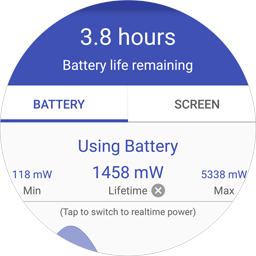 3.8 hours
Battery life remaining
BATTERY SCREEN
Using Battery
118 mW 1458 mW 5338 mW
Min Lifetime Max
(Tap to switch to realtime power)